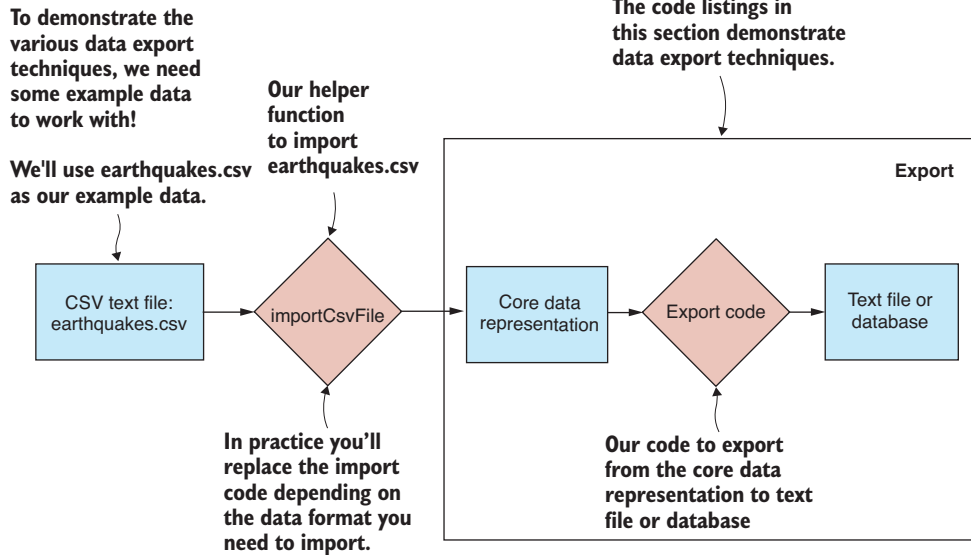 To demonstrate the
various data export
techniques, we need
some example data
to work with!
We'll use earthquakes.csv
as our example data.
Our helper
function
to import
earthquakes.csv
The code listings in
this section demonstrate
data export techniques.
Export
CSV text file:
earthquakes.csv
importCsvFile
Core data
representation
Export code
Text file or
database
In practice you’ll
replace the import
code depending on
the data format you
need to import.
Our code to export
from the core data
representation to text
file or database